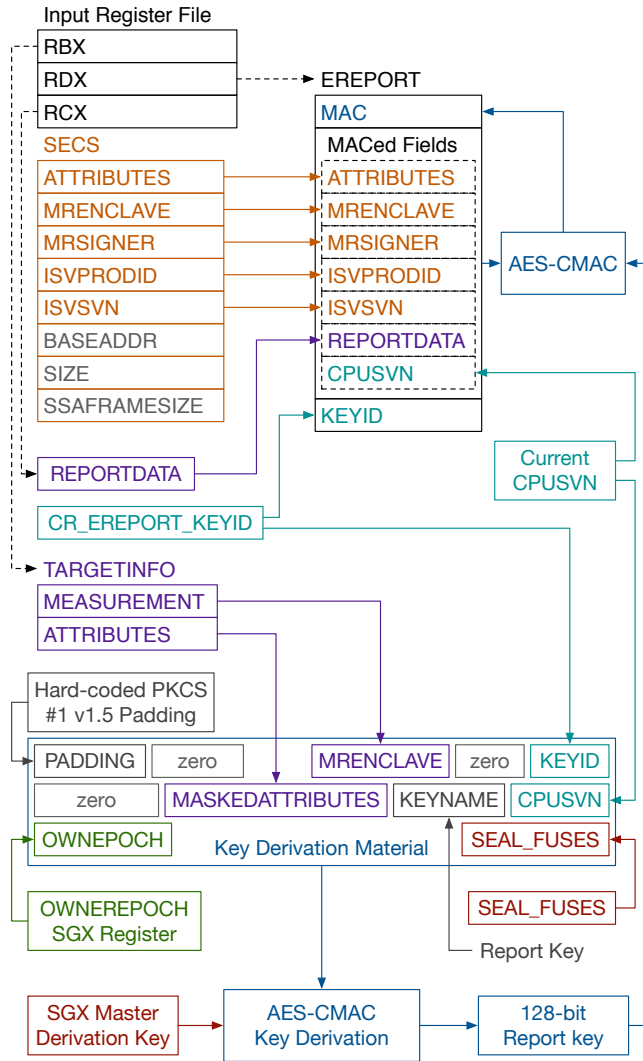 Input Register File
RBX
RDX
RCX
EREPORT
MAC
MACed Fields
ATTRIBUTES
MRENCLAVE
MRSIGNER
ISVPRODID
ISVSVN
REPORTDATA
CPUSVN
KEYID
SECS
ATTRIBUTES
MRENCLAVE
MRSIGNER
ISVPRODID
ISVSVN
BASEADDR
SIZE
SSAFRAMESIZE
AES-CMAC
REPORTDATA
Current
CPUSVN
CR_EREPORT_KEYID
TARGETINFO
MEASUREMENT
ATTRIBUTES
Hard-coded PKCS
#1 v1.5 Padding
PADDING
zero
MRENCLAVE
zero
KEYID
zero
MASKEDATTRIBUTES
KEYNAME
CPUSVN
OWNEPOCH
Key Derivation Material
SEAL_FUSES
OWNEREPOCH
SGX Register
SEAL_FUSES
Report Key
SGX Master
Derivation Key
AES-CMAC
Key Derivation
128-bit
Report key